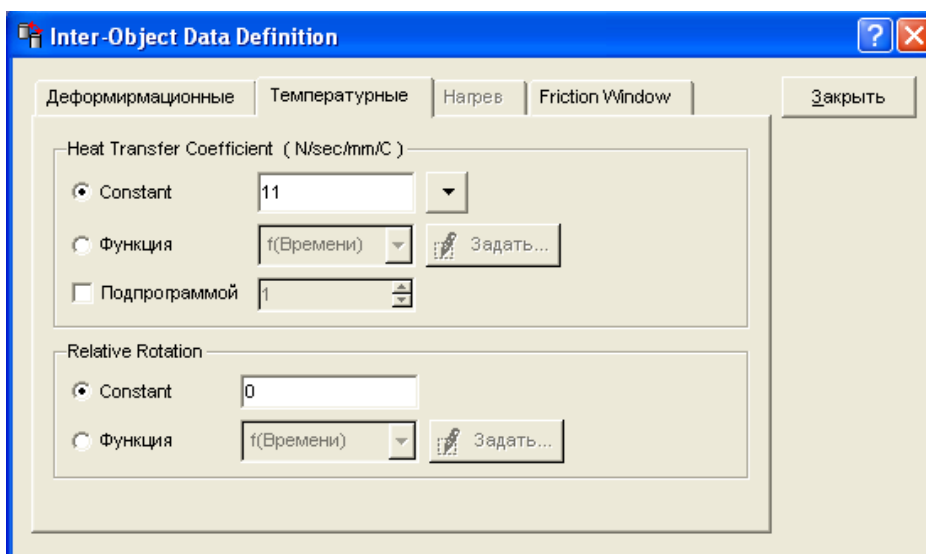 Inter-Object Data Definition
Деформирмационные Температурные Нагрев Friction Window Закрыть
Heat Transfer Coefficient ( N/sec/mm/C )
Constant 11
Функция f(Времени) Задать...
Подпрограммой 1
Relative Rotation
Constant 0
Функция f(Времени) Задать...